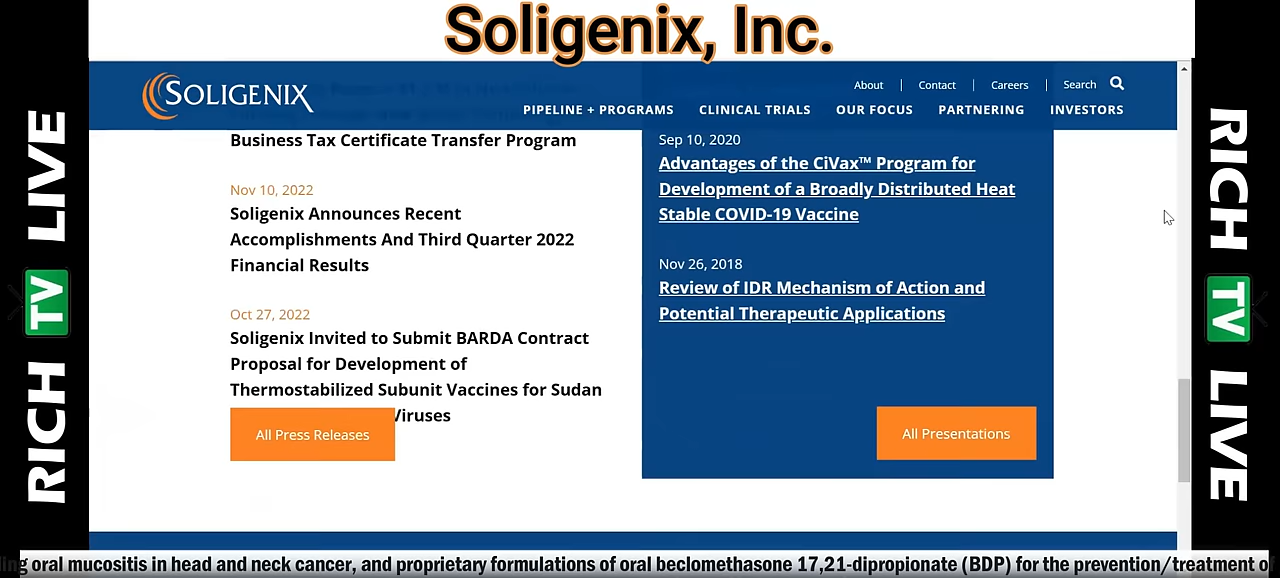 Soligenix, Inc.
RICH TV LIVE
SOLIGENIX
About
Contact
Careers
Search
PIPELINE + PROGRAMS
CLINICAL TRIALS
OUR FOCUS
PARTNERING
INVESTORS
Business Tax Certificate Transfer Program
Nov 10, 2022
Soligenix Announces Recent
Accomplishments And Third Quarter 2022
Financial Results
Oct 27, 2022
Soligenix Invited to Submit BARDA Contract
Proposal for Development of
Thermostabilized Subunit Vaccines for Sudan
Viruses
All Press Releases
Sep 10, 2020
Advantages of the CiVax™ Program for
Development of a Broadly Distributed Heat
Stable COVID-19 Vaccine
Nov 26, 2018
Review of IDR Mechanism of Action and
Potential Therapeutic Applications
All Presentations
RICH TV LIVE
oral mucositis in head and neck cancer, and proprietary formulations of oral beclomethasone 17,21-dipropionate (BDP) for the prevention/treatment